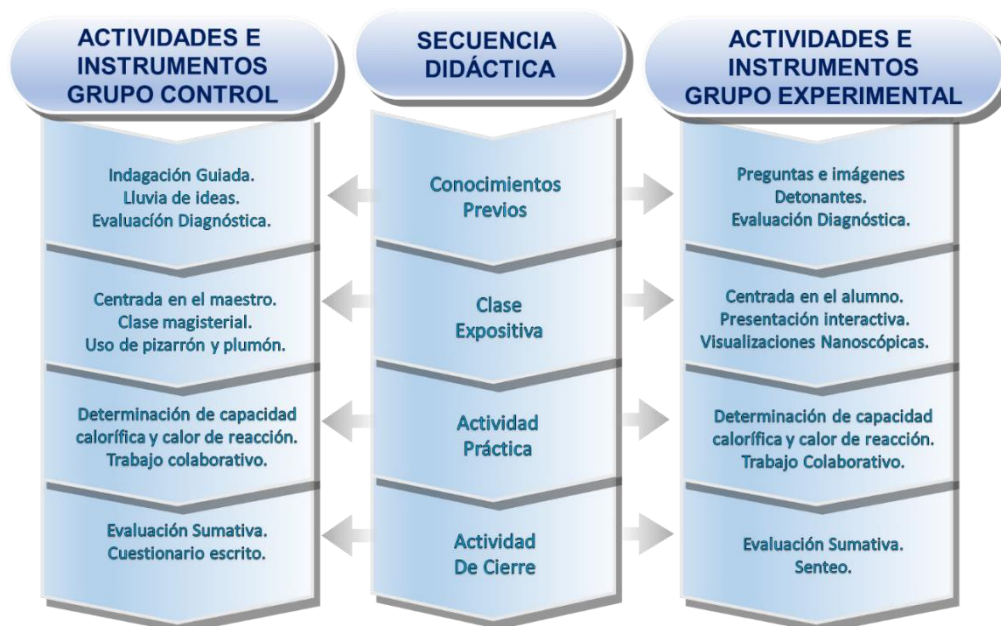 ACTIVIDADES E
INSTRUMENTOS
GRUPO CONTROL
SECUENCIA
DIDÁCTICA
ACTIVIDADES E
INSTRUMENTOS
GRUPO EXPERIMENTAL
Indagación Guiada.
Lluvia de ideas.
Evaluación Diagnóstica.
Conocimientos
Previos
Preguntas e imágenes
Detonantes.
Evaluación Diagnóstica.
Centrada en el maestro.
Clase magisterial.
Uso de pizarrón y plumón.
Clase
Expositiva
Centrada en el alumno.
Presentación interactiva.
Visualizaciones Nanoscópicas.
Determinación de capacidad
calorífica y calor de reacción.
Trabajo colaborativo.
Actividad
Práctica
Determinación de capacidad
calorífica y calor de reacción.
Trabajo Colaborativo.
Evaluación Sumativa.
Cuestionario escrito.
Actividad
De Cierre
Evaluación Sumativa.
Senteo.